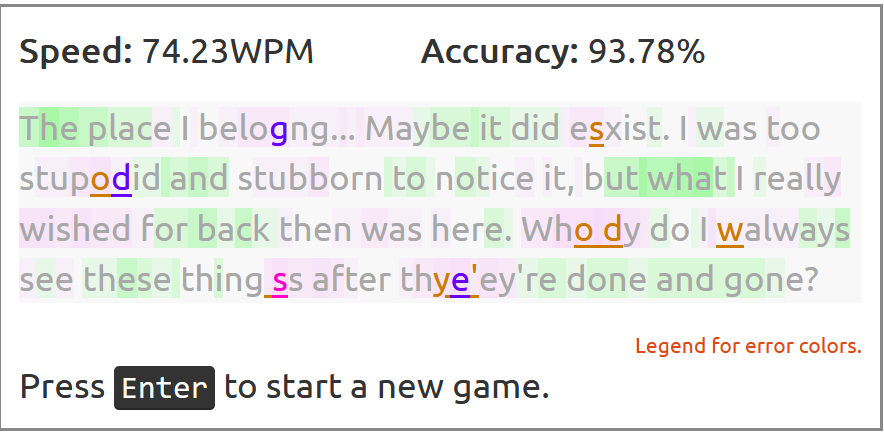 Speed: 74.23WPM Accuracy: 93.78%
The place I belogng... Maybe it did esxist. I was too
stupodid and stubborn to notice it, but what I really
wished for back then was here. Who dy do I walways
see these thing ss after thye'ey're done and gone?
Legend for error colors.
Press Enter to start a new game.